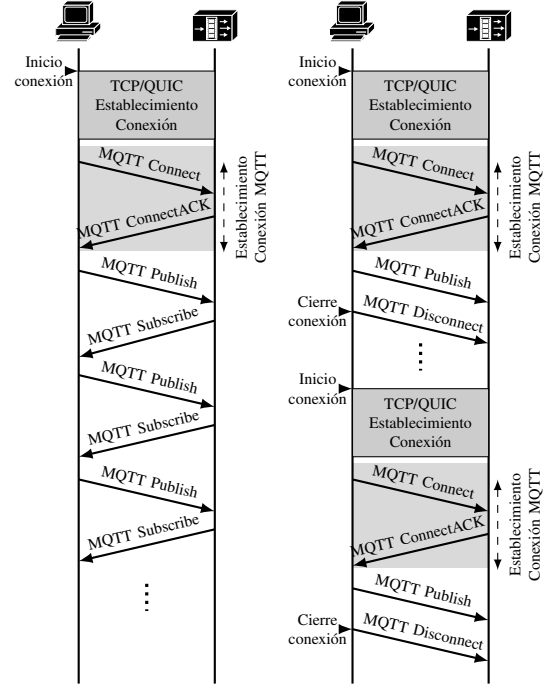 Inicio
conexión
TCP/QUIC
Establecimiento
Conexión
MQTT Connect
MQTT ConnectACK
Establecimiento
Conexión MQTT
MQTT Publish
MQTT Subscribe
MQTT Publish
MQTT Subscribe
MQTT Publish
MQTT Subscribe
Inicio
conexión
TCP/QUIC
Establecimiento
Conexión
MQTT Connect
MQTT ConnectACK
Establecimiento
Conexión MQTT
MQTT Publish
Cierre
conexión
MQTT Disconnect
Inicio
conexión
TCP/QUIC
Establecimiento
Conexión
MQTT Connect
MQTT ConnectACK
Establecimiento
Conexión MQTT
MQTT Publish
Cierre
conexión
MQTT Disconnect